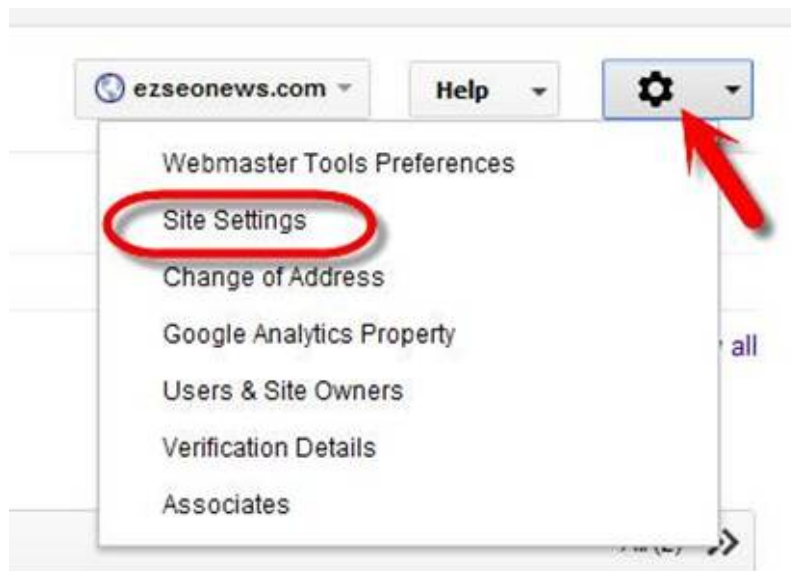 ezseonews.com Help
Webmaster Tools Preferences
Site Settings
Change of Address
Google Analytics Property
all
Users & Site Owners
Verification Details
Associates